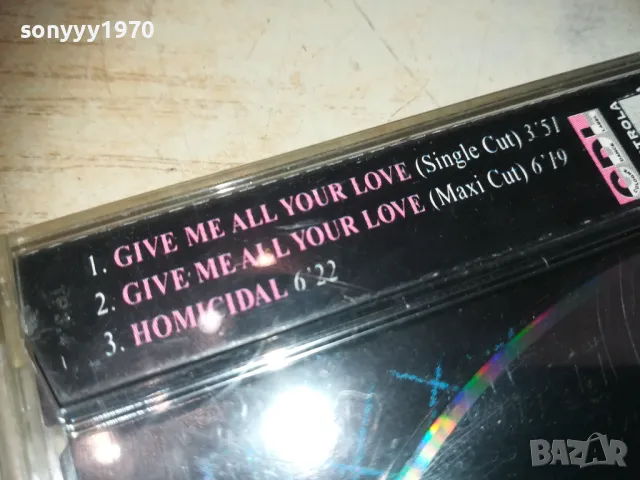 sonyyy1970
1. GIVE ME ALL YOUR LOVE (Single Cut) 3'51
2. GIVE ME ALL YOUR LOVE (Maxi Cut) 6'19
3. HOMICIDAL 6'22
BAZAR